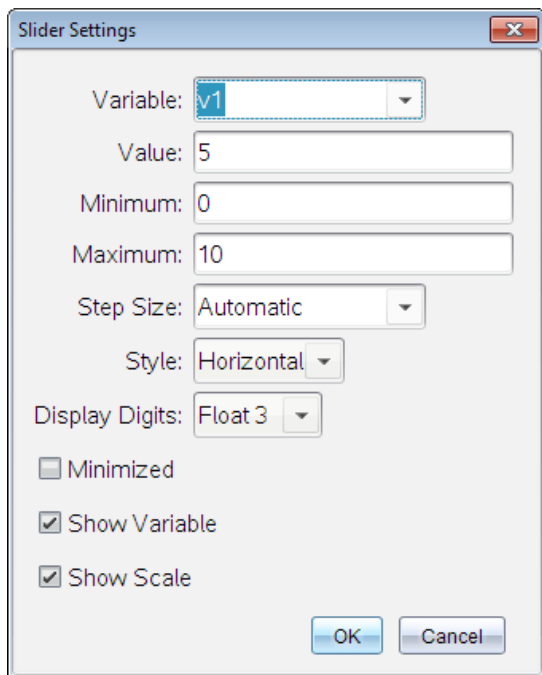 Slider Settings
Variable: v1
Value: 5
Minimum: 0
Maximum: 10
Step Size: Automatic
Style: Horizontal
Display Digits: Float 3
Minimized
Show Variable
Show Scale
OK Cancel